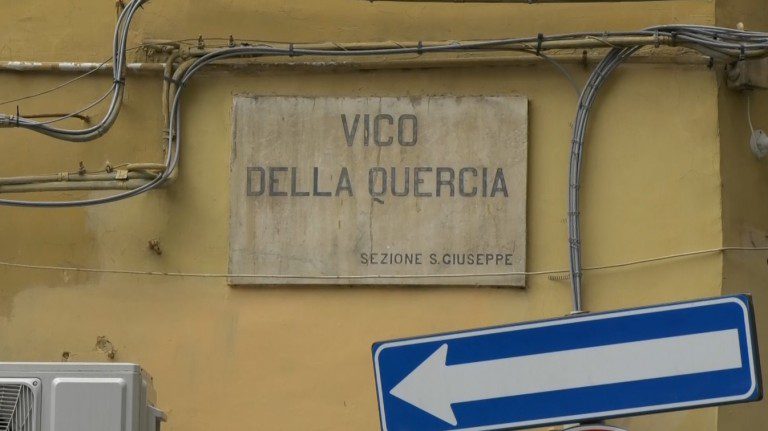 VICO
DELLA QUERCIA
SEZIONE S. GIUSEPPE